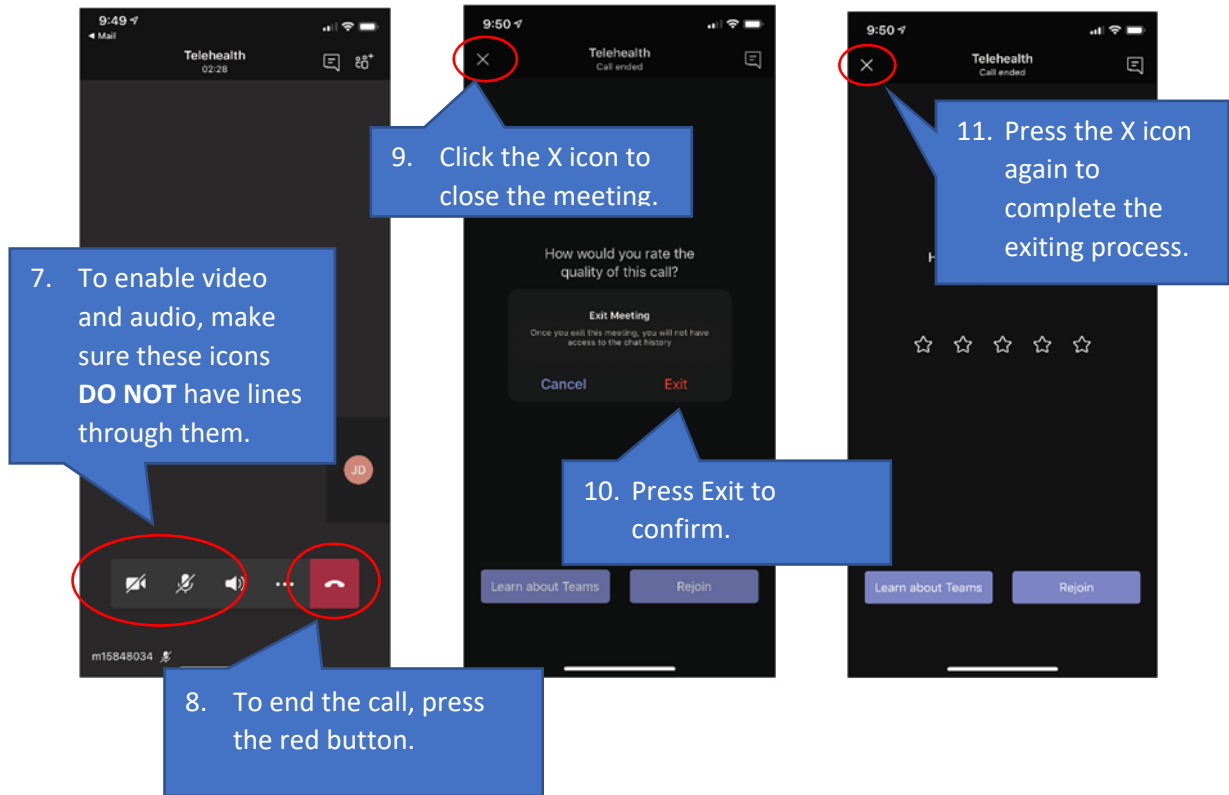 9:49
◀ Mail
Telehealth
02:28
7. To enable video
and audio, make
sure these icons
DO NOT have lines
through them.
JD
m15848034
8. To end the call, press
the red button.
9:50
Telehealth
Call ended
9. Click the X icon to
close the meeting.
How would you rate the
quality of this call?
Exit Meeting
Once you exit this meeting, you will not have
access to the chat history
Cancel Exit
10. Press Exit to
confirm.
Learn about Teams Rejoin
9:50
Telehealth
Call ended
11. Press the X icon
again to
complete the
exiting process.
H
Learn about Teams Rejoin